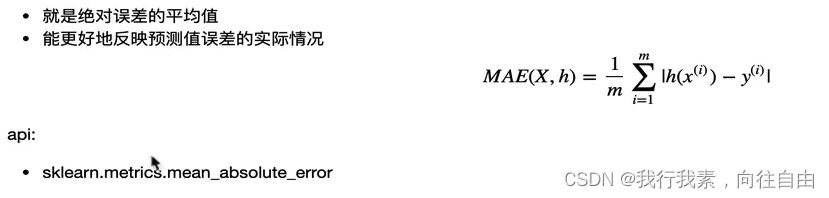 • 就是绝对误差的平均值
• 能更好地反映预测值误差的实际情况
MAE(X, h) = \frac{1}{m} \sum_{i=1}^{m} |h(x^{(i)}) − y^{(i)}|
api:
• sklearn.metrics.mean_absolute_error
CSDN @我行我素，向往自由